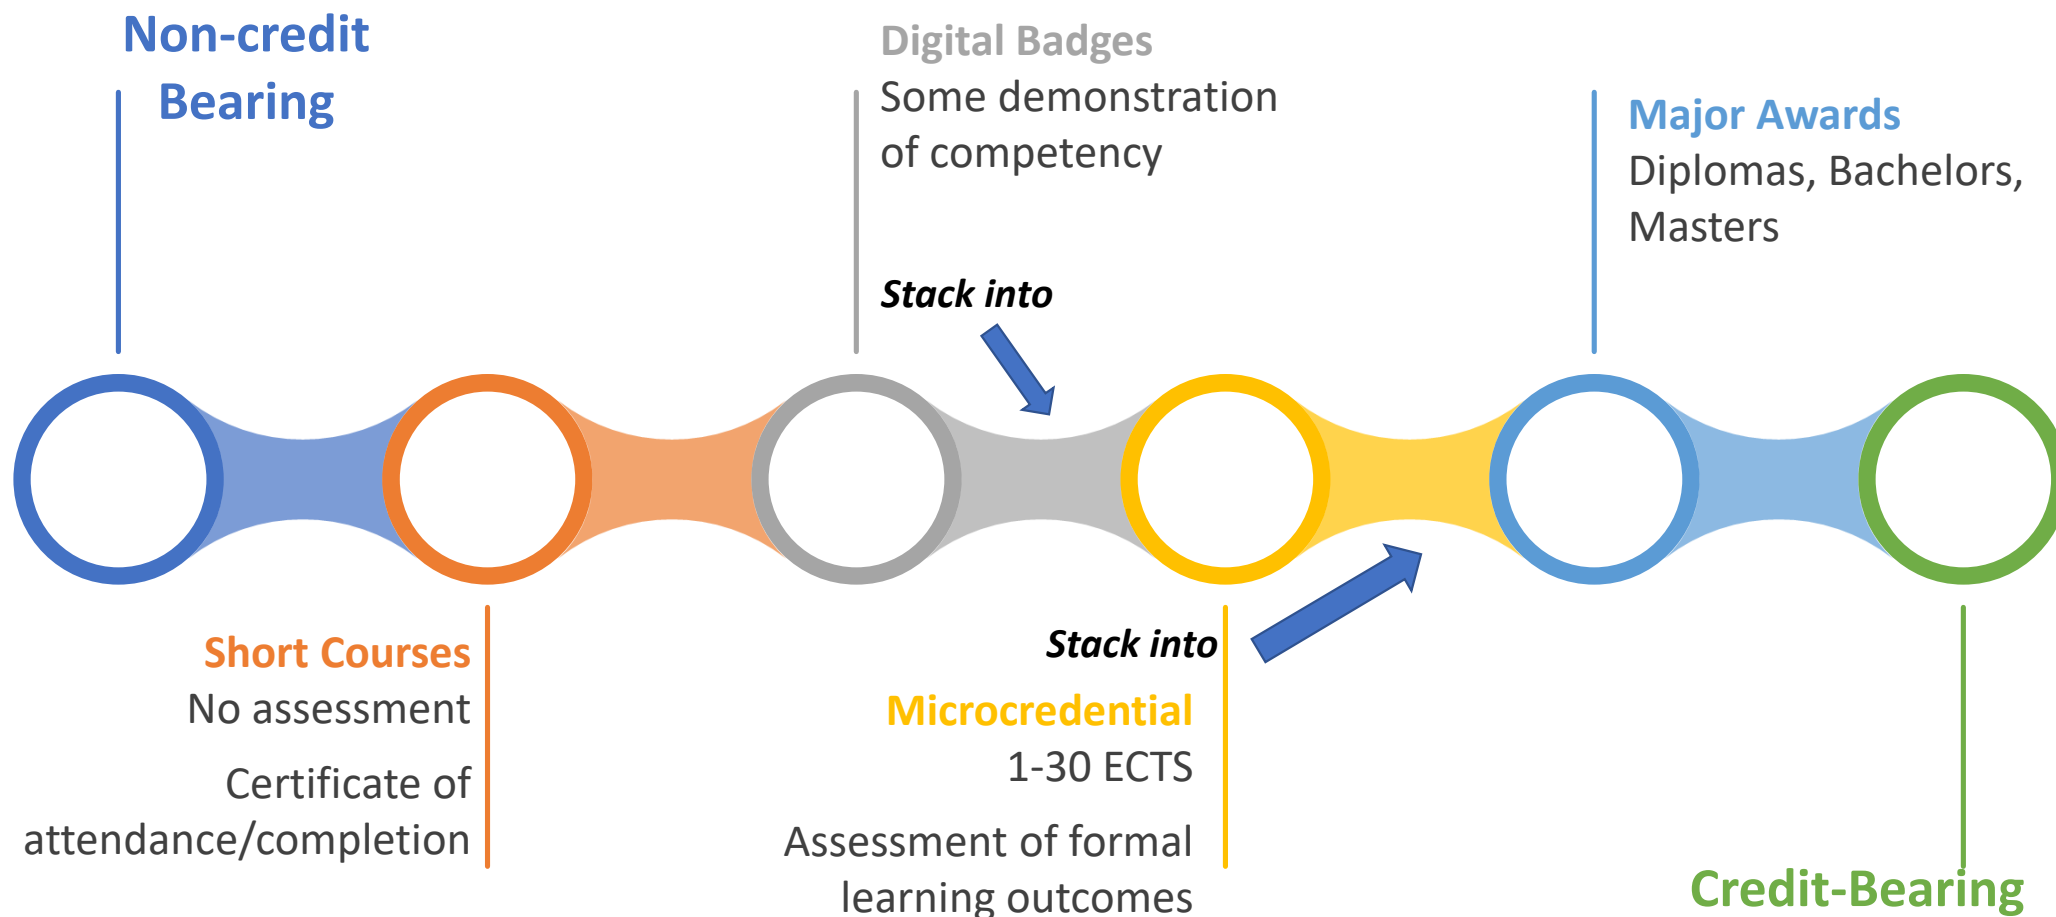 Non-credit
Bearing
Short Courses
No assessment
Certificate of
attendance/completion
Digital Badges
Some demonstration
of competency
Stack into
Stack into
Microcredential
1-30 ECTS
Assessment of formal
learning outcomes
Major Awards
Diplomas, Bachelors,
Masters
Credit-Bearing